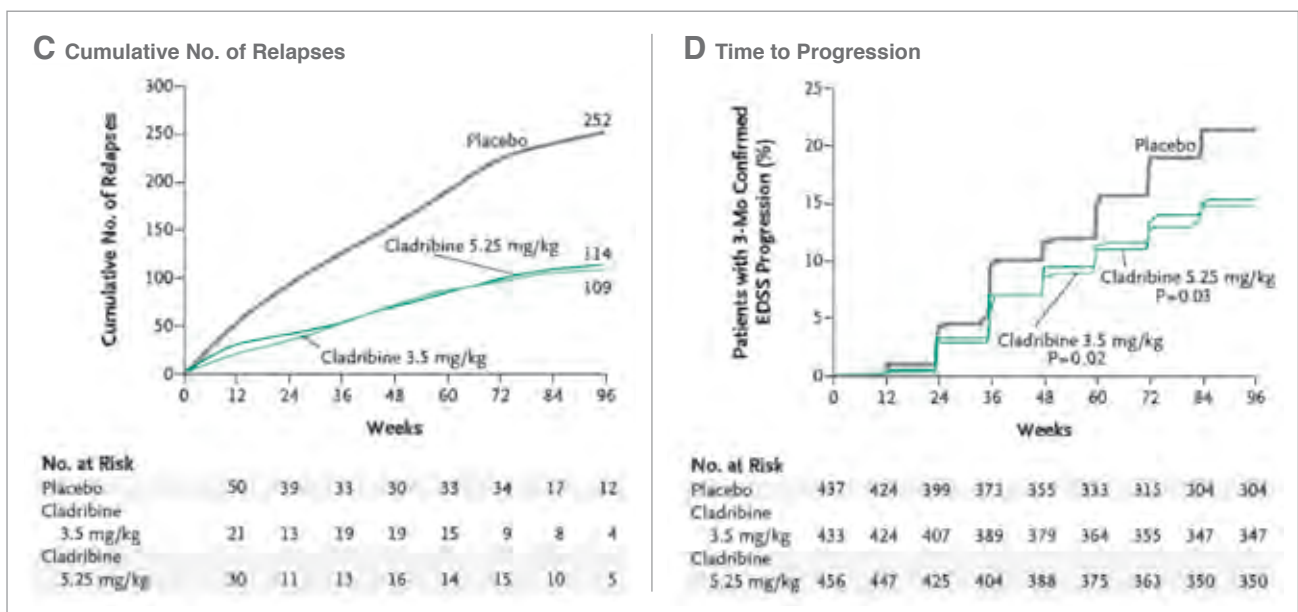 C Cumulative No. of Relapses
Cumulative No. of Relapses
300
250
200
150
100
50
0
252
Placebo
Cladribine 5.25 mg/kg
114
109
Cladribine 3.5 mg/kg
0 12 24 36 48 60 72 84 96
Weeks
No. at Risk
Placebo 50 39 33 30 33 34 17 12
Cladribine
3.5 mg/kg 21 13 19 19 15 9 8 4
Cladribine
5.25 mg/kg 30 11 13 16 14 15 10 5
D Time to Progression
Patients with 3-Mo Confirmed
EDSS Progression (%)
25
20
15
10
5
0
Placebo
Cladribine 5.25 mg/kg
P=0.03
Cladribine 3.5 mg/kg
P=0.02
0 12 24 36 48 60 72 84 96
Weeks
No. at Risk
Placebo 437 424 399 371 355 333 315 304 304
Cladribine
3.5 mg/kg 433 424 407 389 379 364 355 347 347
Cladribine
5.25 mg/kg 456 447 425 404 388 375 363 350 350